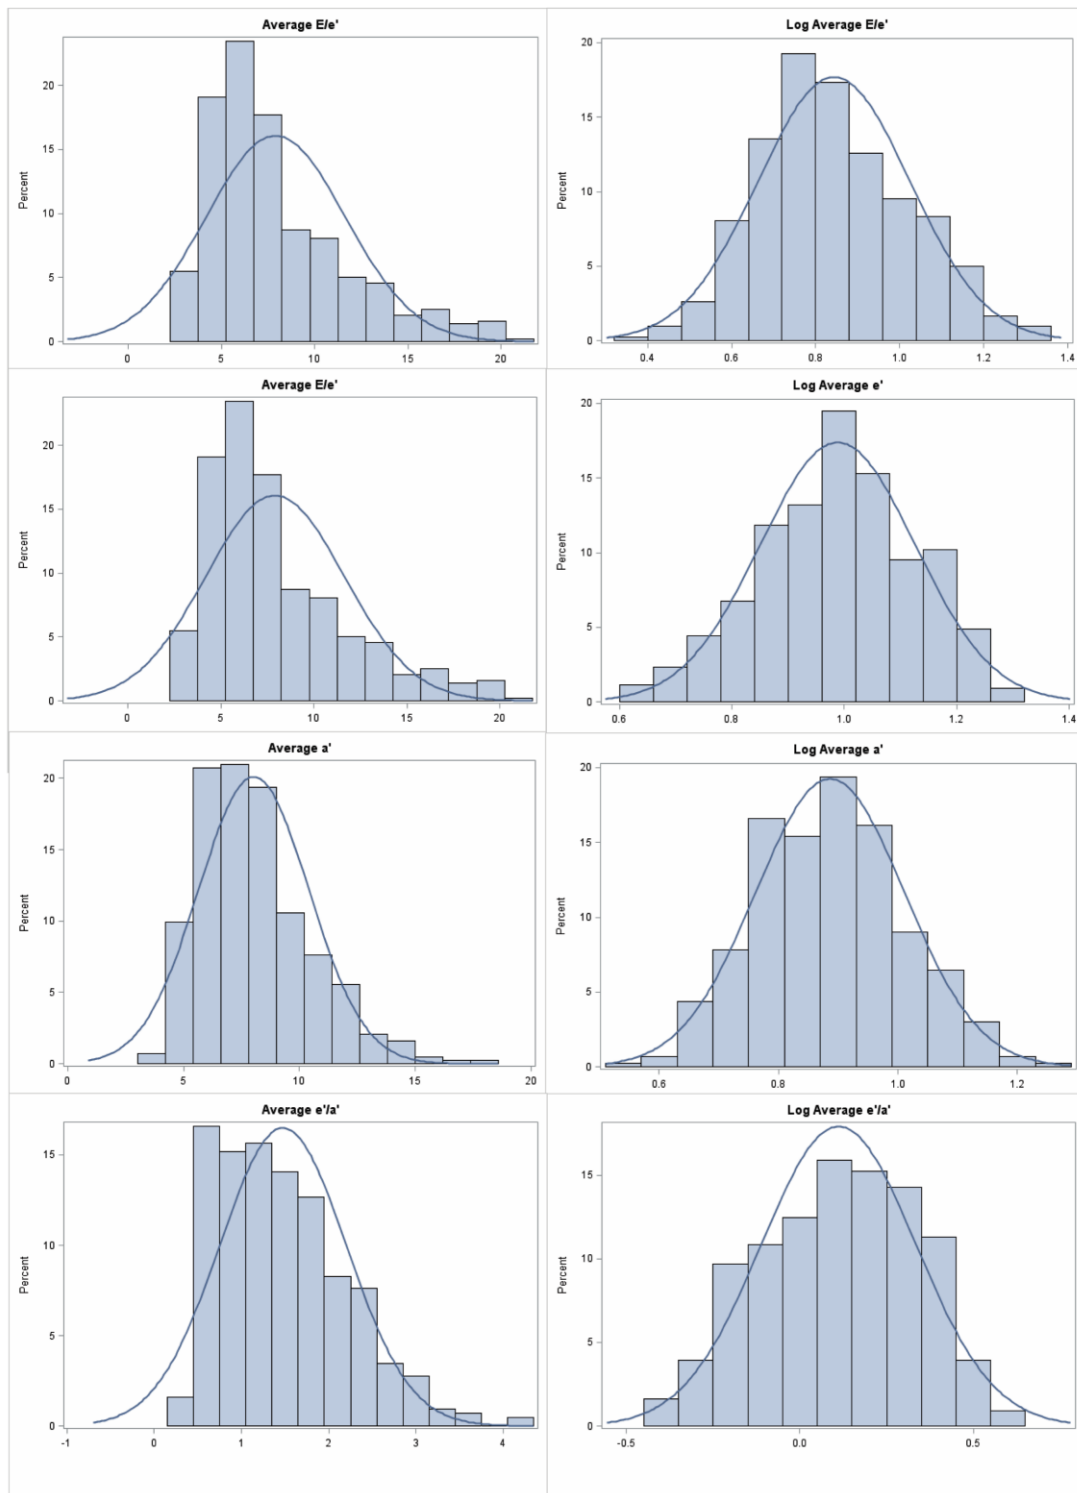 Average E/e'
Percent
20
15
10
5
0
0 5 10 15 20
Log Average E/e'
Percent
20
15
10
5
0
0.4 0.6 0.8 1.0 1.2 1.4
Average E/e'
Percent
20
15
10
5
0
0 5 10 15 20
Log Average e'
Percent
20
15
10
5
0
0.6 0.8 1.0 1.2 1.4
Average a'
Percent
20
15
10
5
0
0 5 10 15 20
Log Average a'
Percent
20
15
10
5
0
0.6 0.8 1.0 1.2
Average e'/a'
Percent
15
10
5
0
-1 0 1 2 3 4
Log Average e'/a'
Percent
15
10
5
0
-0.5 0.0 0.5